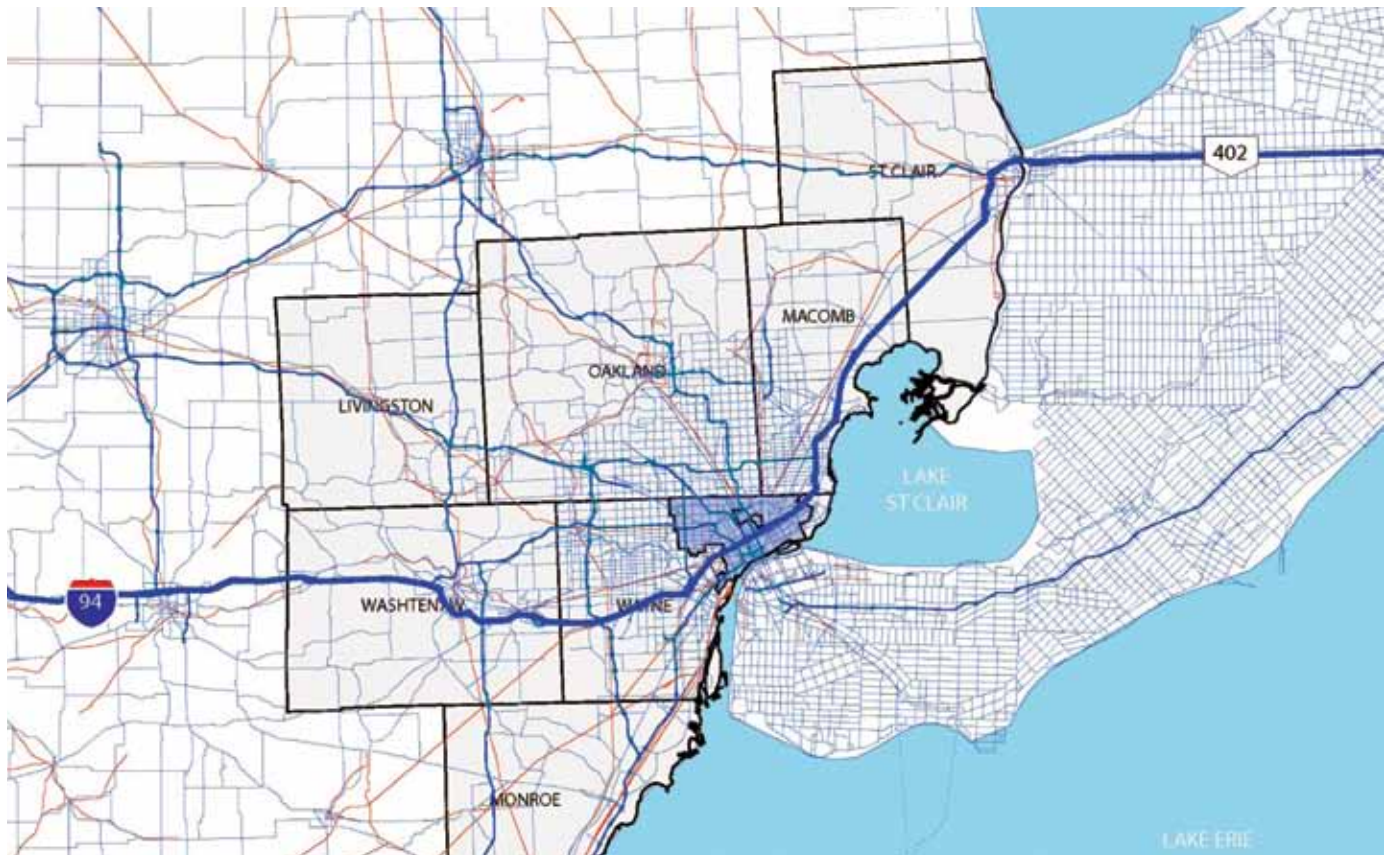 402
ST CLAIR
MACOMB
OAKLAND
LIVINGSTON
LAKE
ST CLAIR
94
WASHTENAW
WAYNE
MONROE
LAKE ERIE